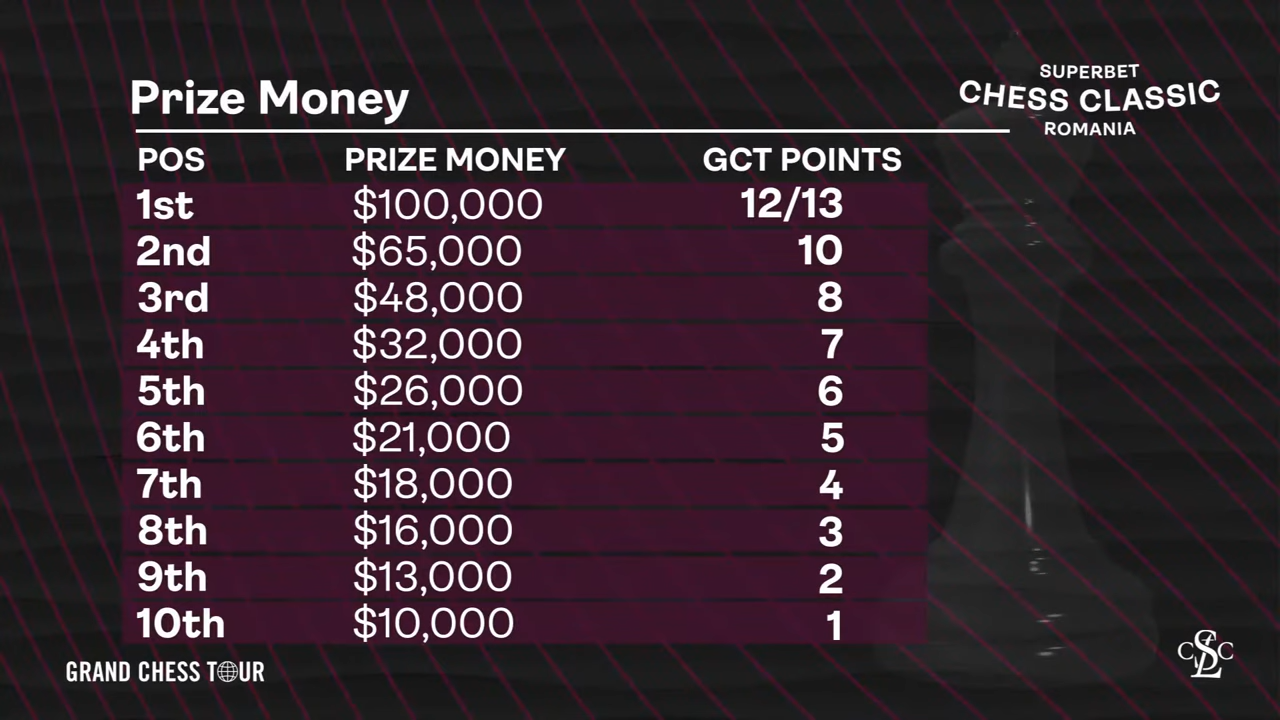 Prize Money
SUPERBET
CHESS CLASSIC
ROMANIA
POS PRIZE MONEY GCT POINTS
1st $100,000 12/13
2nd $65,000 10
3rd $48,000 8
4th $32,000 7
5th $26,000 6
6th $21,000 5
7th $18,000 4
8th $16,000 3
9th $13,000 2
10th $10,000 1
GRAND CHESS TOUR
CSLC